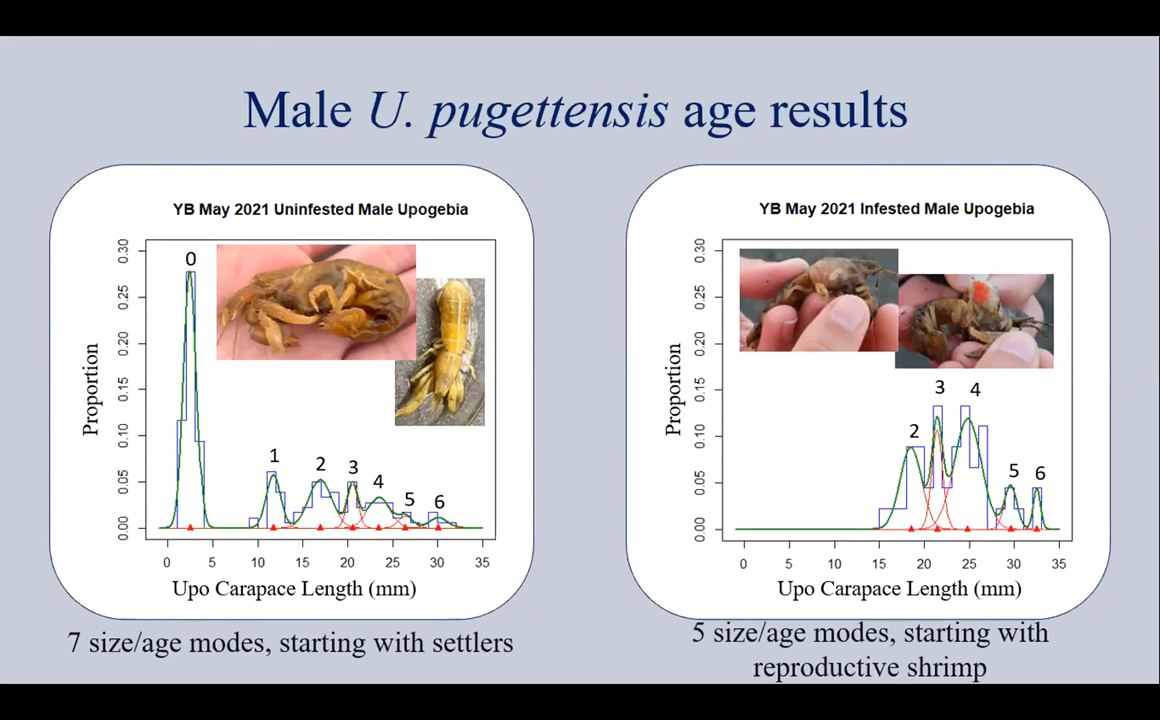 Male U. pugettensis age results
YB May 2021 Uninfested Male Upogebia
0.30
0.25
0.20
0.15
0.10
0.05
0.00
Proportion
0
1
2
3
4
5
6
0 5 10 15 20 25 30 35
Upo Carapace Length (mm)
7 size/age modes, starting with settlers
YB May 2021 Infested Male Upogebia
0.30
0.25
0.20
0.15
0.10
0.05
0.00
Proportion
2
3
4
5
6
0 5 10 15 20 25 30 35
Upo Carapace Length (mm)
5 size/age modes, starting with
reproductive shrimp